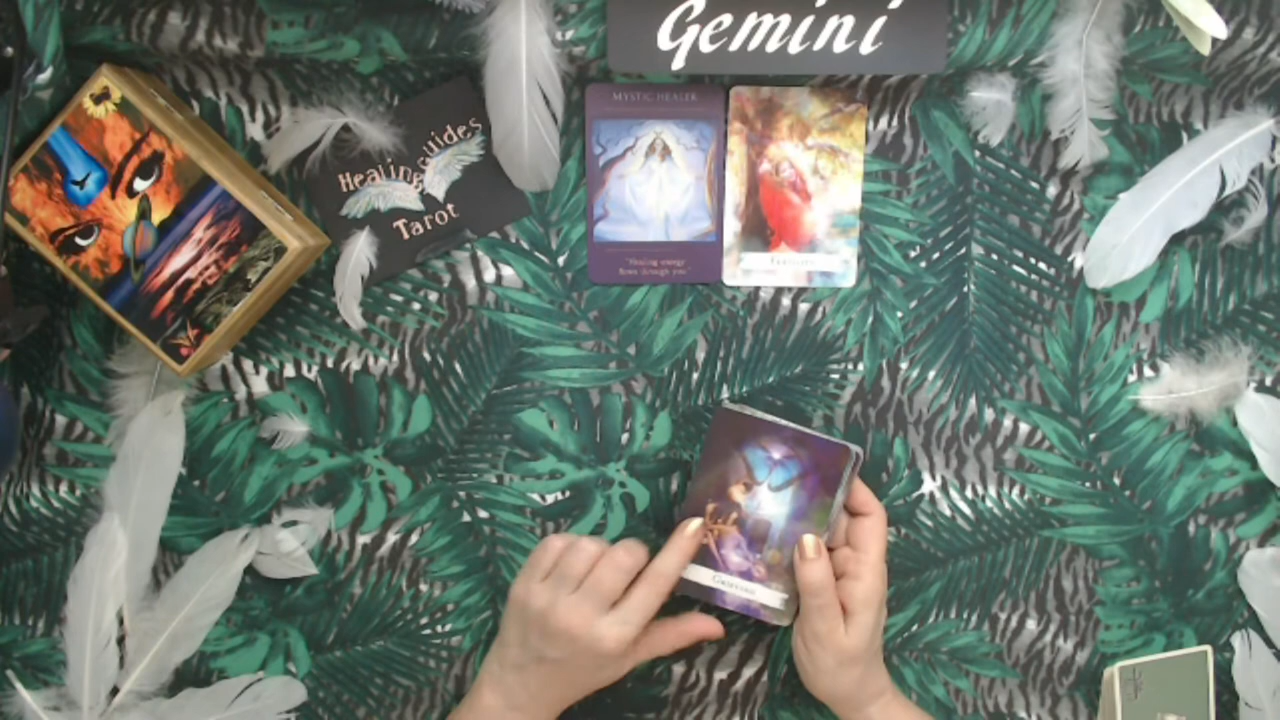 Gemini
MYSTIC HEALER
Healing Guides
Tarot
"Healing energy
flows through you"